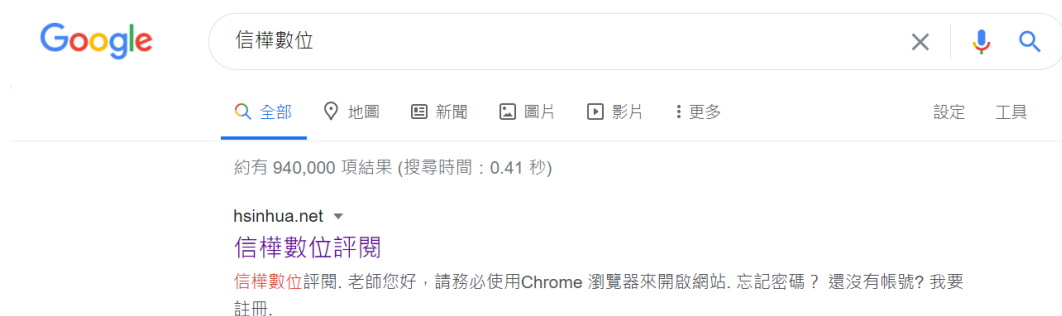 Google
信樺數位
全部 地圖 新聞 圖片 影片 更多 設定 工具
約有 940,000 項結果 (搜尋時間：0.41 秒)
hsinhua.net
信樺數位評閱
信樺數位評閱. 老師您好，請務必使用Chrome 瀏覽器來開啟網站. 忘記密碼？ 還沒有帳號? 我要
註冊.